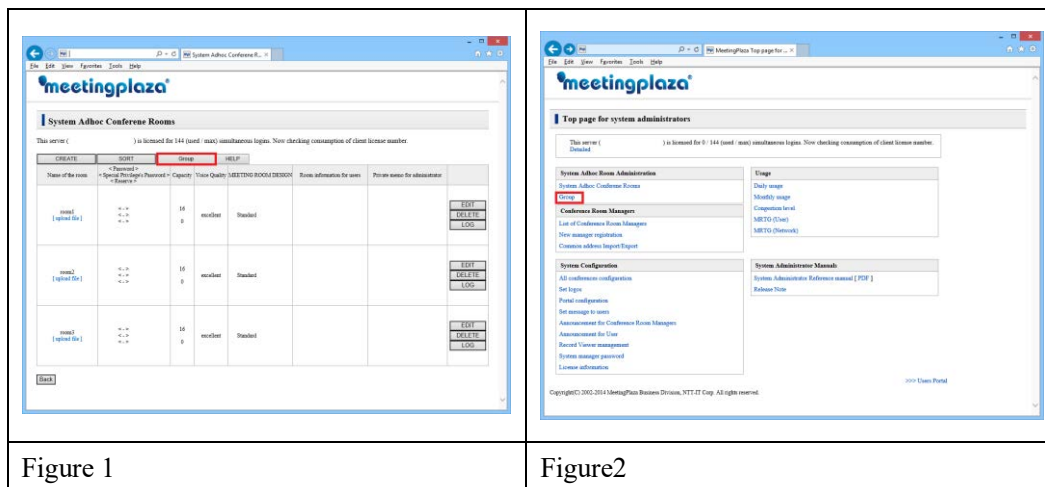 System Adhoc Conference R... ×
File Edit View Favorites Tools Help
meetingplaza
System Adhoc Conferene Rooms
This server ( ) is licensed for 144 (used / max) simultaneous logins. Now checking consumption of client license number.
CREATE SORT Group HELP
Name of the room < Password > < Special Privilege's Password > < Reserve > Capacity Voice Quality MEETING ROOM DESIGN Room information for users Private memo for administrator
room1 [ upload file ] < - > < - > < - > 16 0 excellent Standard EDIT DELETE LOG
room2 [ upload file ] < - > < - > < - > 16 0 excellent Standard EDIT DELETE LOG
room3 [ upload file ] < - > < - > < - > 16 0 excellent Standard EDIT DELETE LOG
Back
Figure 1
MeetingPlaza Top page for ... ×
File Edit View Favorites Tools Help
meetingplaza
Top page for system administrators
This server ( ) is licensed for 0 / 144 (used / max) simultaneous logins. Now checking consumption of client license number.
Detailed
System Adhoc Room Administration
System Adhoc Conferene Rooms
Group
Conference Room Managers
List of Conference Room Managers
New manager registration
Common address Import/Export
Usage
Daily usage
Monthly usage
Congestion level
MRTG (User)
MRTG (Network)
System Configuration
All conferences configuration
Set logos
Portal configuration
Set message to users
Announcement for Conference Room Managers
Announcement for User
Record Viewer management
System manager password
License information
System Administrator Manuals
System Administrator Reference manual [ PDF ]
Release Note
>>> Users Portal
Copyright(C) 2002-2014 MeetingPlaza Business Division, NTT-IT Corp. All rights reserved.
Figure2